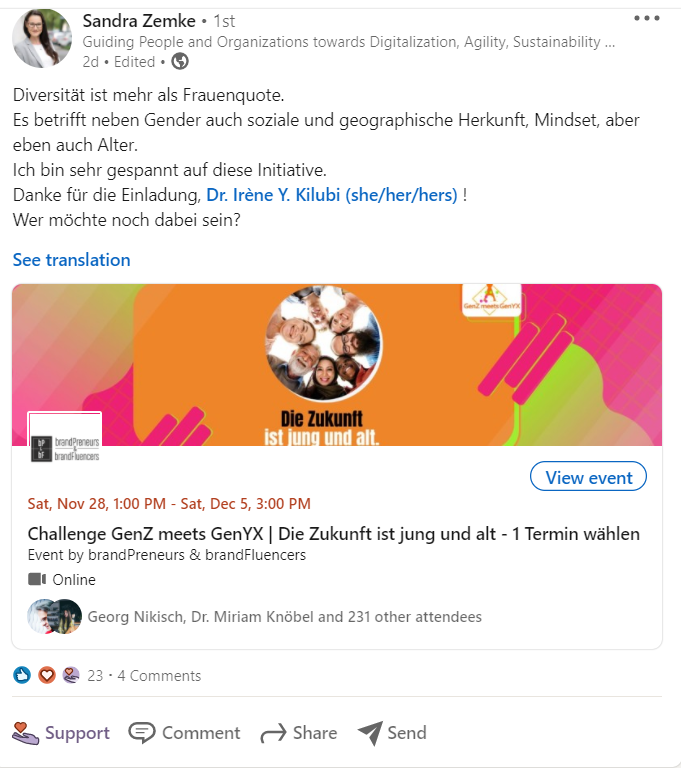 Sandra Zemke • 1st
Guiding People and Organizations towards Digitalization, Agility, Sustainability ...
2d • Edited •
Diversität ist mehr als Frauenquote.
Es betrifft neben Gender auch soziale und geographische Herkunft, Mindset, aber
eben auch Alter.
Ich bin sehr gespannt auf diese Initiative.
Danke für die Einladung, Dr. Irène Y. Kilubi (she/her/hers) !
Wer möchte noch dabei sein?
See translation
GenZ meets GenYX
Die Zukunft
ist jung und alt.
bP
bF
brandPreneurs
&
brandFluencers
View event
Sat, Nov 28, 1:00 PM - Sat, Dec 5, 3:00 PM
Challenge GenZ meets GenYX | Die Zukunft ist jung und alt - 1 Termin wählen
Event by brandPreneurs & brandFluencers
Online
Georg Nikisch, Dr. Miriam Knöbel and 231 other attendees
23 · 4 Comments
Support Comment Share Send